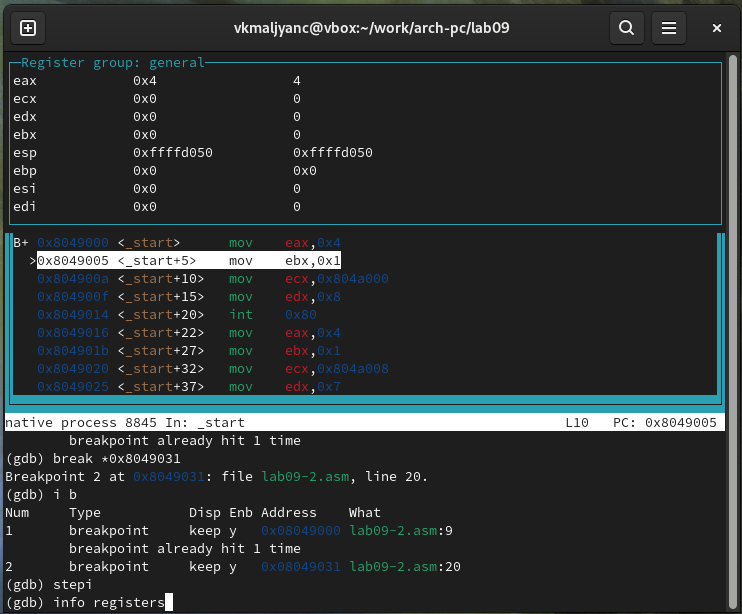 vkmaljyanc@vbox:~/work/arch-pc/lab09
Register group: general
eax 0x4 4
ecx 0x0 0
edx 0x0 0
ebx 0x0 0
esp 0xffffd050 0xffffd050
ebp 0x0 0x0
esi 0x0 0
edi 0x0 0
B+ 0x8049000 <_start> mov eax,0x4
>0x8049005 <_start+5> mov ebx,0x1
0x804900a <_start+10> mov ecx,0x804a000
0x804900f <_start+15> mov edx,0x8
0x8049014 <_start+20> int 0x80
0x8049016 <_start+22> mov eax,0x4
0x804901b <_start+27> mov ebx,0x1
0x8049020 <_start+32> mov ecx,0x804a008
0x8049025 <_start+37> mov edx,0x7
native process 8845 In: _start L10 PC: 0x8049005
breakpoint already hit 1 time
(gdb) break *0x8049031
Breakpoint 2 at 0x8049031: file lab09-2.asm, line 20.
(gdb) i b
Num Type Disp Enb Address What
1 breakpoint keep y 0x08049000 lab09-2.asm:9
breakpoint already hit 1 time
2 breakpoint keep y 0x08049031 lab09-2.asm:20
(gdb) stepi
(gdb) info registers